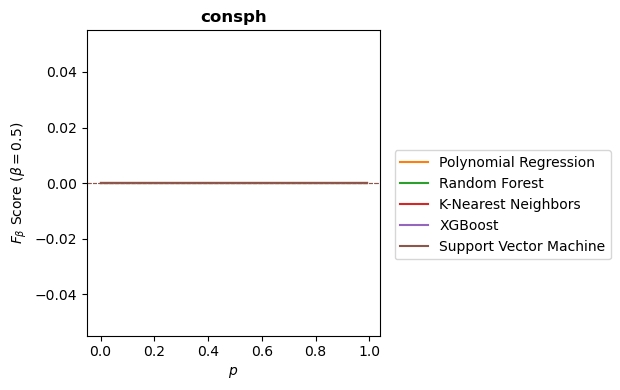 consph
0.04
0.02
0.00
−0.02
−0.04
0.0 0.2 0.4 0.6 0.8 1.0
p
Fβ Score (β = 0.5)
Polynomial Regression
Random Forest
K-Nearest Neighbors
XGBoost
Support Vector Machine